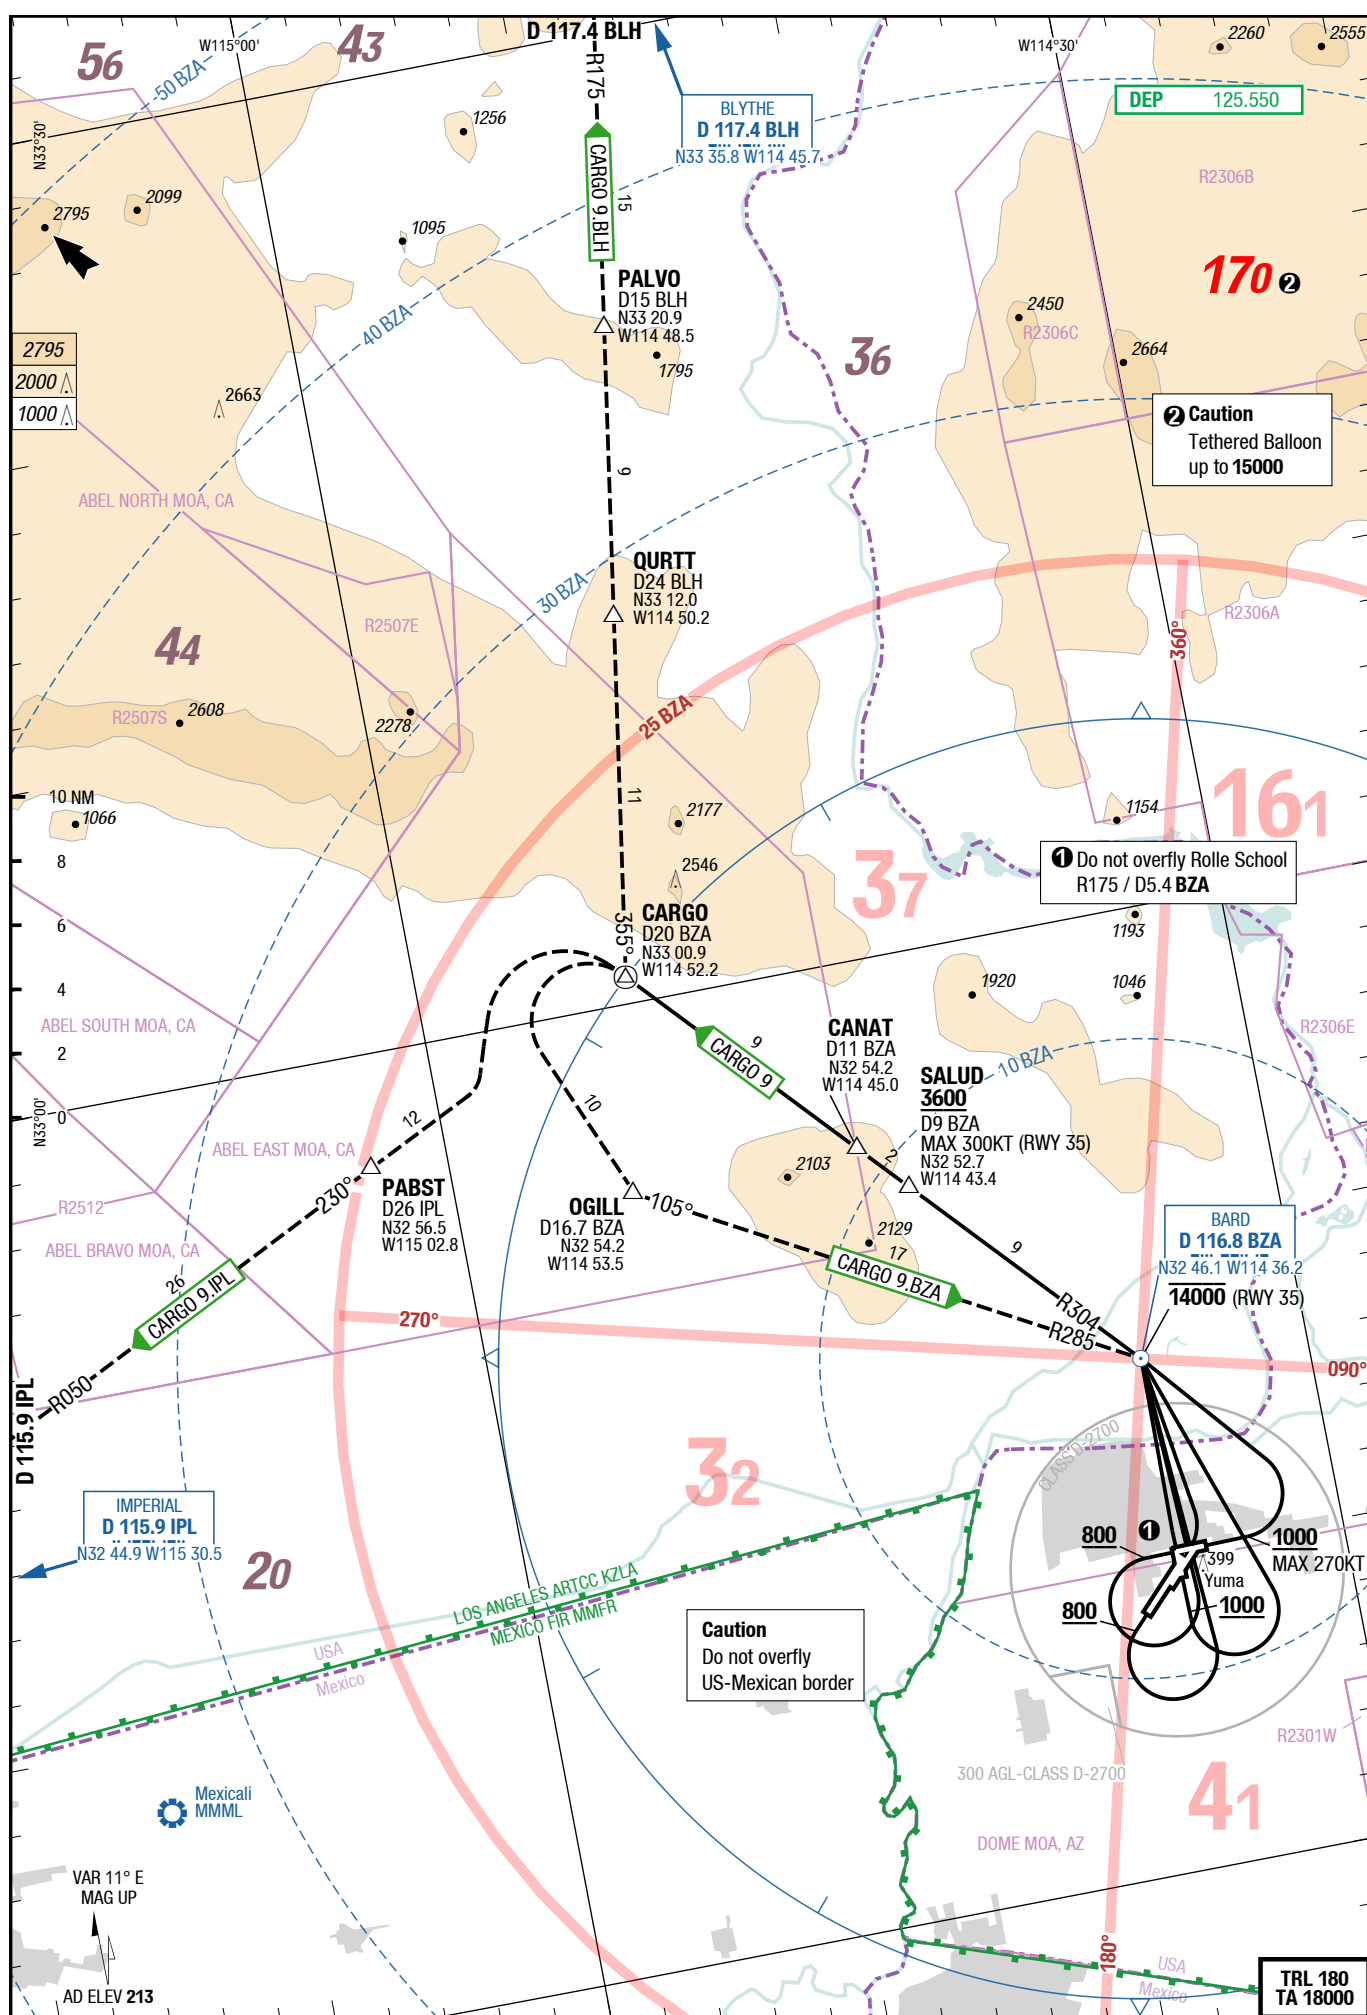 D 117.4 BLH
56
43
W115°00'
W114°30'
2260
2555
50 BZA
R175
BLYTHE
D 117.4 BLH
N33 35.8 W114 45.7
DEP 125.550
N33°30'
1256
CARGO 9.BLH
15
R2306B
2795
2099
1095
170 ❷
PALVO
D15 BLH
N33 20.9
W114 48.5
2450
R2306C
2664
40 BZA
36
1795
2795
2000
1000
2663
❷ Caution
Tethered Balloon
up to 15000
9
ABEL NORTH MOA, CA
QURTT
D24 BLH
N33 12.0
W114 50.2
30 BZA
R2507E
R2306A
360°
44
R2507S
2608
2278
25 BZA
10 NM
1066
11
2177
1154
161
8
2546
37
❶ Do not overfly Rolle School
R175 / D5.4 BZA
6
355°
CARGO
D20 BZA
N33 00.9
W114 52.2
1193
4
1920
1046
ABEL SOUTH MOA, CA
R2306E
2
CARGO 9
9
CANAT
D11 BZA
N32 54.2
W114 45.0
10 BZA
SALUD
3600
D9 BZA
MAX 300KT (RWY 35)
N32 52.7
W114 43.4
0
N33°00'
12
10
ABEL EAST MOA, CA
2
2103
230°
PABST
D26 IPL
N32 56.5
W115 02.8
OGILL
D16.7 BZA
N32 54.2
W114 53.5
105°
R2512
ABEL BRAVO MOA, CA
2129
17
9
BARD
D 116.8 BZA
N32 46.1 W114 36.2
14000 (RWY 35)
26
CARGO 9.IPL
CARGO 9.BZA
270°
R304
R285
090°
R050
D 115.9 IPL
32
CLASS D-2700
IMPERIAL
D 115.9 IPL
N32 44.9 W115 30.5
800
❶
1000
MAX 270KT
399
Yuma
20
LOS ANGELES ARTCC KZLA
MEXICO FIR MMFR
800
1000
USA
Mexico
Caution
Do not overfly
US-Mexican border
R2301W
300 AGL-CLASS D-2700
Mexicali
MMML
41
DOME MOA, AZ
VAR 11° E
MAG UP
180°
USA
Mexico
AD ELEV 213
TRL 180
TA 18000